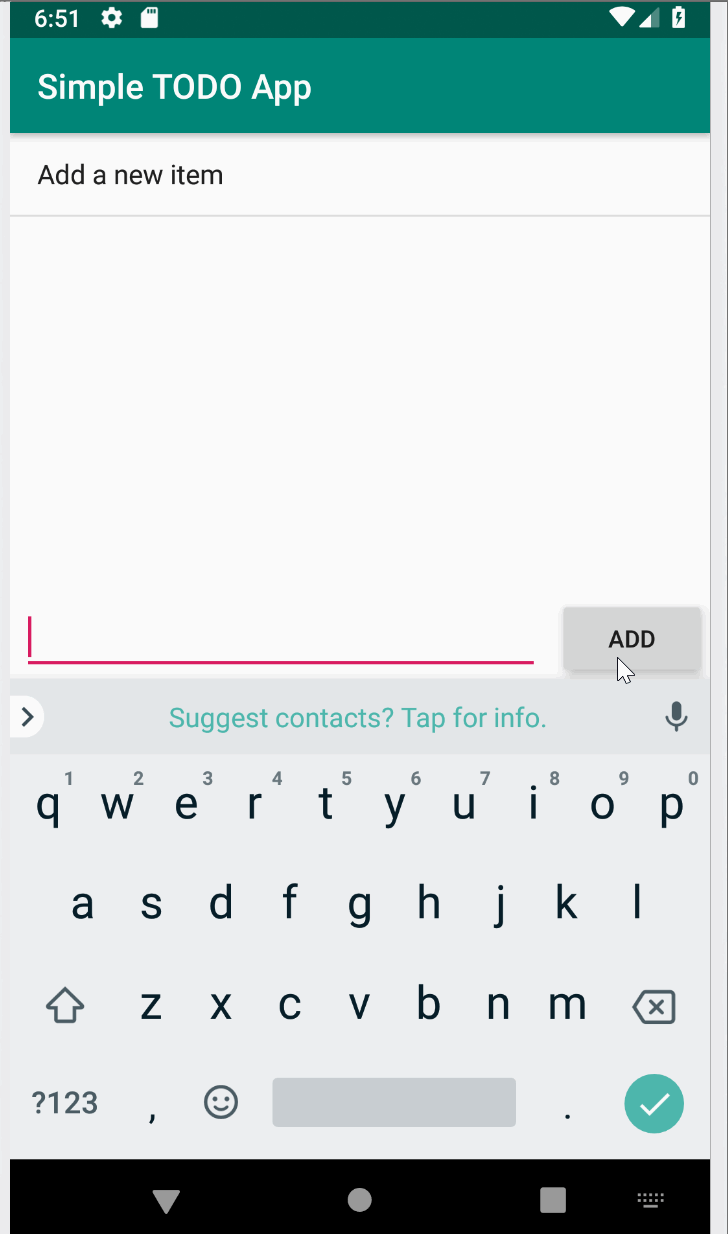 6:51
Simple TODO App
Add a new item
ADD
Suggest contacts? Tap for info.
1 2 3 4 5 6 7 8 9 0
q w e r t y u i o p
a s d f g h j k l
z x c v b n m
?123 , .